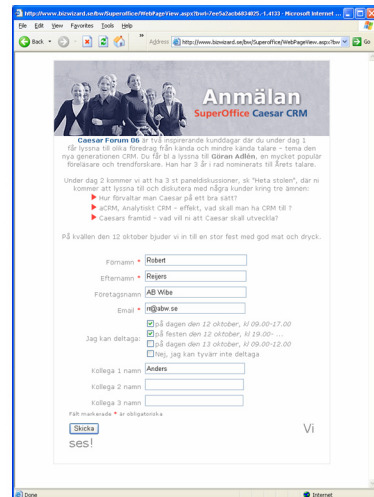 http://www.bizwizard.se/bw/Superoffice/WebPageView.aspx?bwi=7ee5a2acb6834025.-1.4133 - Microsoft Internet ...
File Edit View Favorites Tools Help
Back Address http://www.bizwizard.se/bw/Superoffice/WebPageView.aspx?bw Go
Anmälan
SuperOffice Caesar CRM
Caesar Forum 06 är två inspirerande kunddagar där du under dag 1
får lyssna till olika föredrag från kända och mindre kända talare - tema den
nya generationen CRM. Du får bl a lyssna till Göran Adlén, en mycket populär
föreläsare och trendforskare. Han har 3 år i rad nominerats till Årets talare.
Under dag 2 kommer vi att ha 3 st paneldiskussioner, sk "Heta stolen", där ni
kommer att lyssna till och diskutera med några kunder kring tre ämnen:
Hur förvaltar man Caesar på ett bra sätt?
aCRM, Analytiskt CRM - effekt, vad skall man ha CRM till ?
Caesars framtid - vad vill ni att Caesar skall utveckla?
På kvällen den 12 oktober bjuder vi in till en stor fest med god mat och dryck.
Förnamn * Robert
Efternamn * Reijers
Företagsnamn AB Wibe
Email * rr@abw.se
Jag kan deltaga:
på dagen den 12 oktober, kl 09.00-17.00
på festen den 12 oktober, kl 19.00- ...
på dagen den 13 oktober, kl 09.00-12.00
Nej, jag kan tyvärr inte deltaga
Kollega 1 namn Anders
Kollega 2 namn
Kollega 3 namn
Fält markerade * är obligatoriska
Skicka Vi
ses!
Done Internet